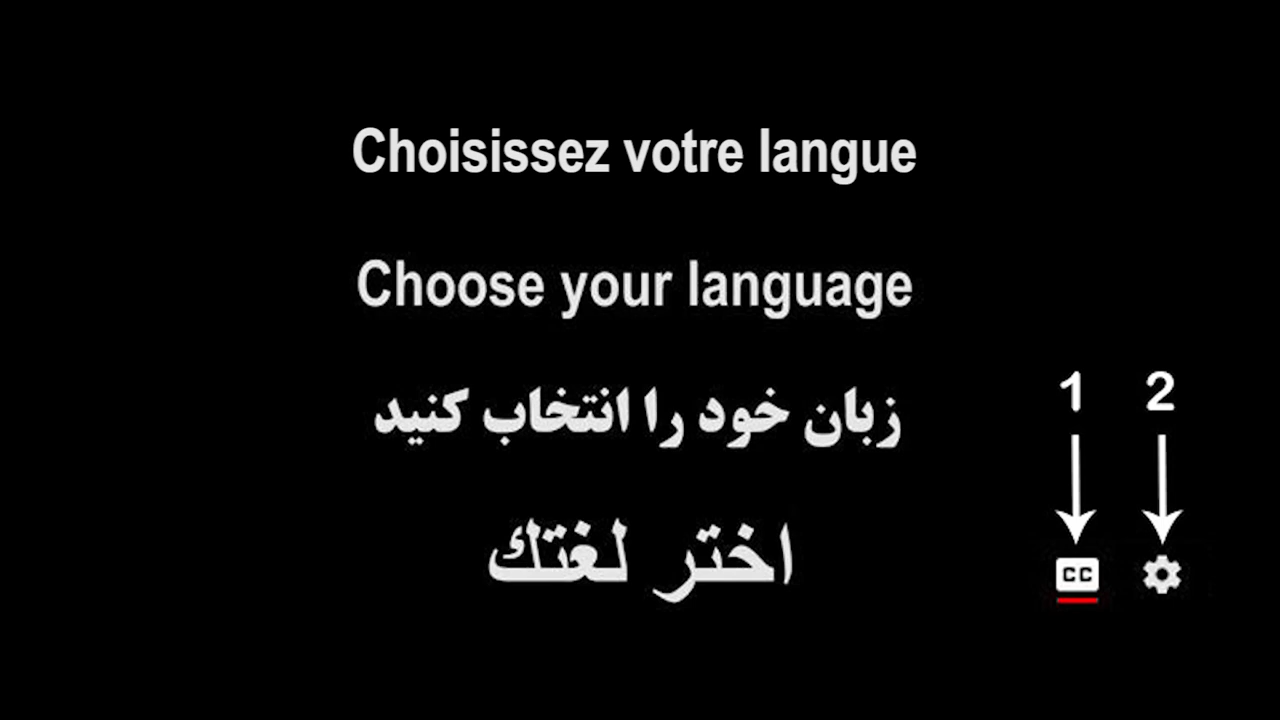 Choisissez votre langue
Choose your language
زبان خود را انتخاب کنید
اختر لغتك
1 2
CC